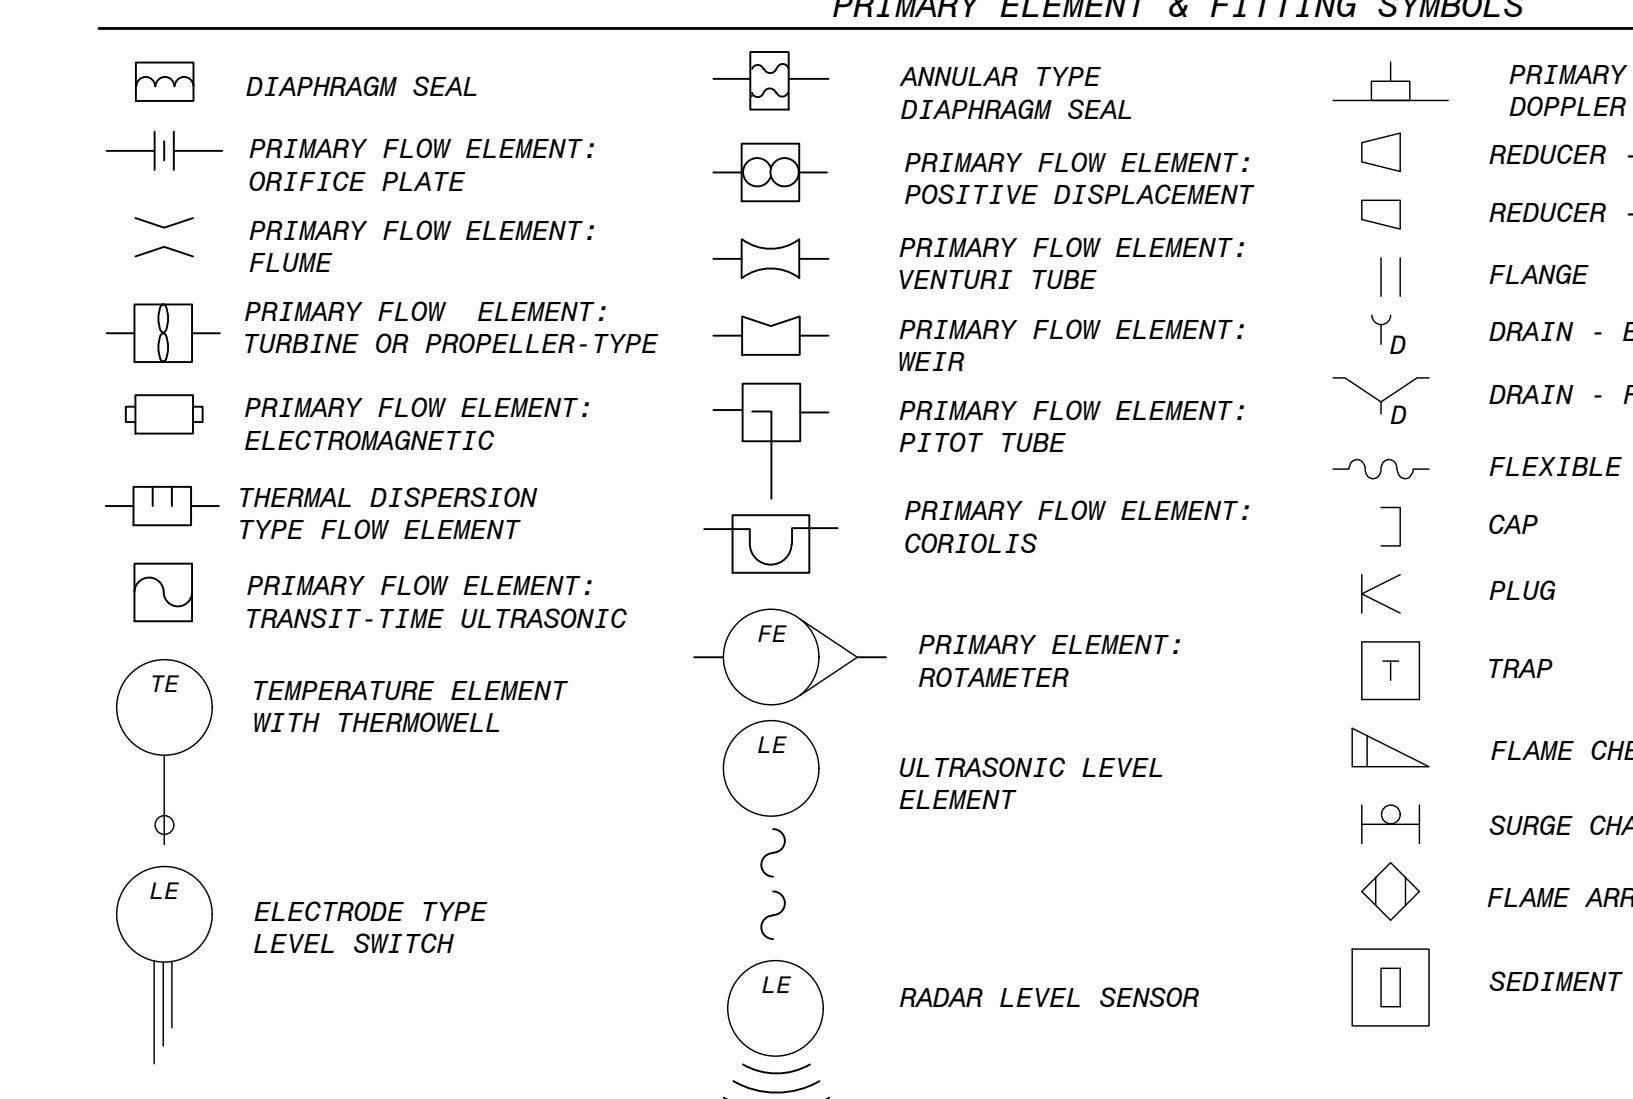 PRIMARY ELEMENT & FITTING SYMBOLS
DIAPHRAGM SEAL
PRIMARY FLOW ELEMENT:
ORIFICE PLATE
PRIMARY FLOW ELEMENT:
FLUME
PRIMARY FLOW ELEMENT:
TURBINE OR PROPELLER-TYPE
PRIMARY FLOW ELEMENT:
ELECTROMAGNETIC
THERMAL DISPERSION
TYPE FLOW ELEMENT
PRIMARY FLOW ELEMENT:
TRANSIT-TIME ULTRASONIC
TE
TEMPERATURE ELEMENT
WITH THERMOWELL
LE
ELECTRODE TYPE
LEVEL SWITCH
ANNULAR TYPE
DIAPHRAGM SEAL
PRIMARY FLOW ELEMENT:
POSITIVE DISPLACEMENT
PRIMARY FLOW ELEMENT:
VENTURI TUBE
PRIMARY FLOW ELEMENT:
WEIR
PRIMARY FLOW ELEMENT:
PITOT TUBE
PRIMARY FLOW ELEMENT:
CORIOLIS
FE
PRIMARY ELEMENT:
ROTAMETER
LE
ULTRASONIC LEVEL
ELEMENT
LE
RADAR LEVEL SENSOR
PRIMARY
DOPPLER
REDUCER -
REDUCER -
FLANGE
D
DRAIN -
D
DRAIN -
FLEXIBLE
CAP
PLUG
T
TRAP
FLAME CHE
SURGE CHA
FLAME ARR
SEDIMENT